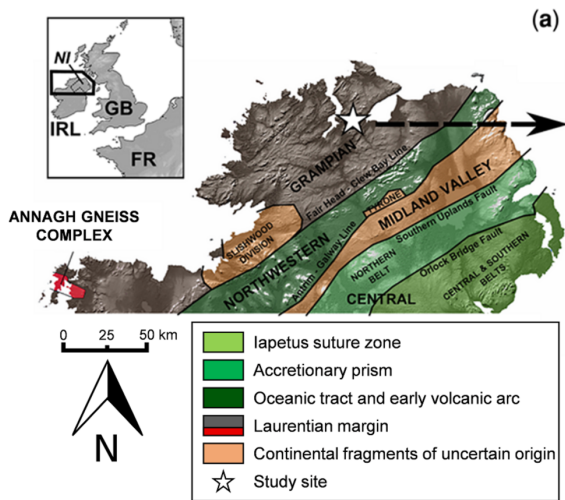 (a)
NI
GB
IRL
FR
GRAMPIAN
Fair Head - Clew Bay Line
TYRONE
MIDLAND VALLEY
Southern Uplands Fault
ANNAGH GNEISS
COMPLEX
SLISHWOOD
DIVISION
NORTHWESTERN
Antrim - Galway Line
NORTHERN
BELT
Orlock Bridge Fault
CENTRAL & SOUTHERN
BELTS
CENTRAL
0 25 50 km
N
Iapetus suture zone
Accretionary prism
Oceanic tract and early volcanic arc
Laurentian margin
Continental fragments of uncertain origin
Study site